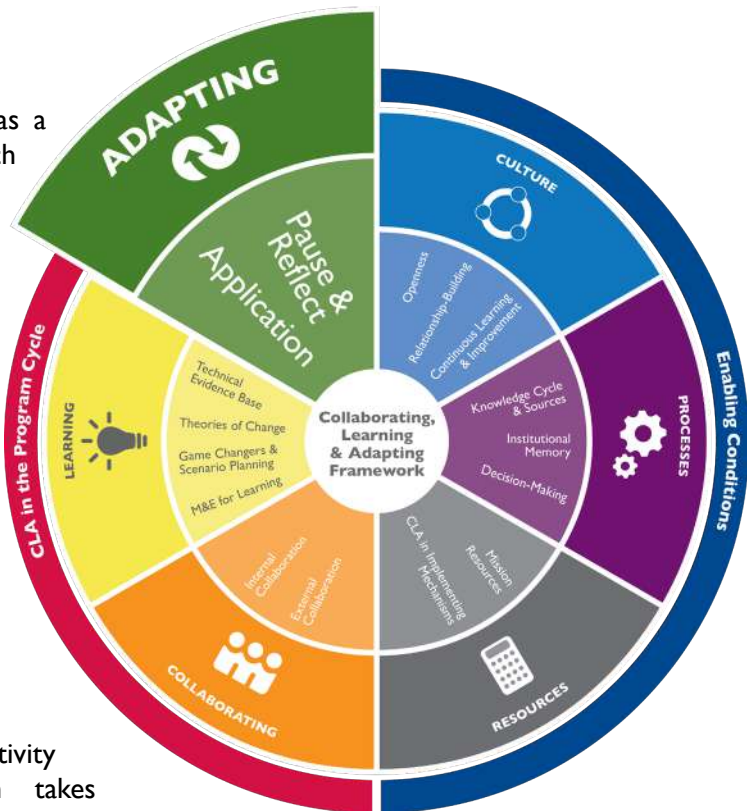 as a
ADAPTING
Pause &
Reflect
Application
CULTURE
Openness
Relationship-Building
Continuous Learning
& Improvement
PROCESSES
Knowledge Cycle
& Sources
Institutional
Memory
Decision-Making
Enabling Conditions
CLA in the Program Cycle
LEARNING
Technical
Evidence Base
Theories of Change
Game Changers &
Scenario Planning
M&E for Learning
Collaborating,
Learning
& Adapting
Framework
Internal
Collaboration
External
Collaboration
COLLABORATING
Mission
Resources
CLA in Implementing
Mechanisms
RESOURCES
takes